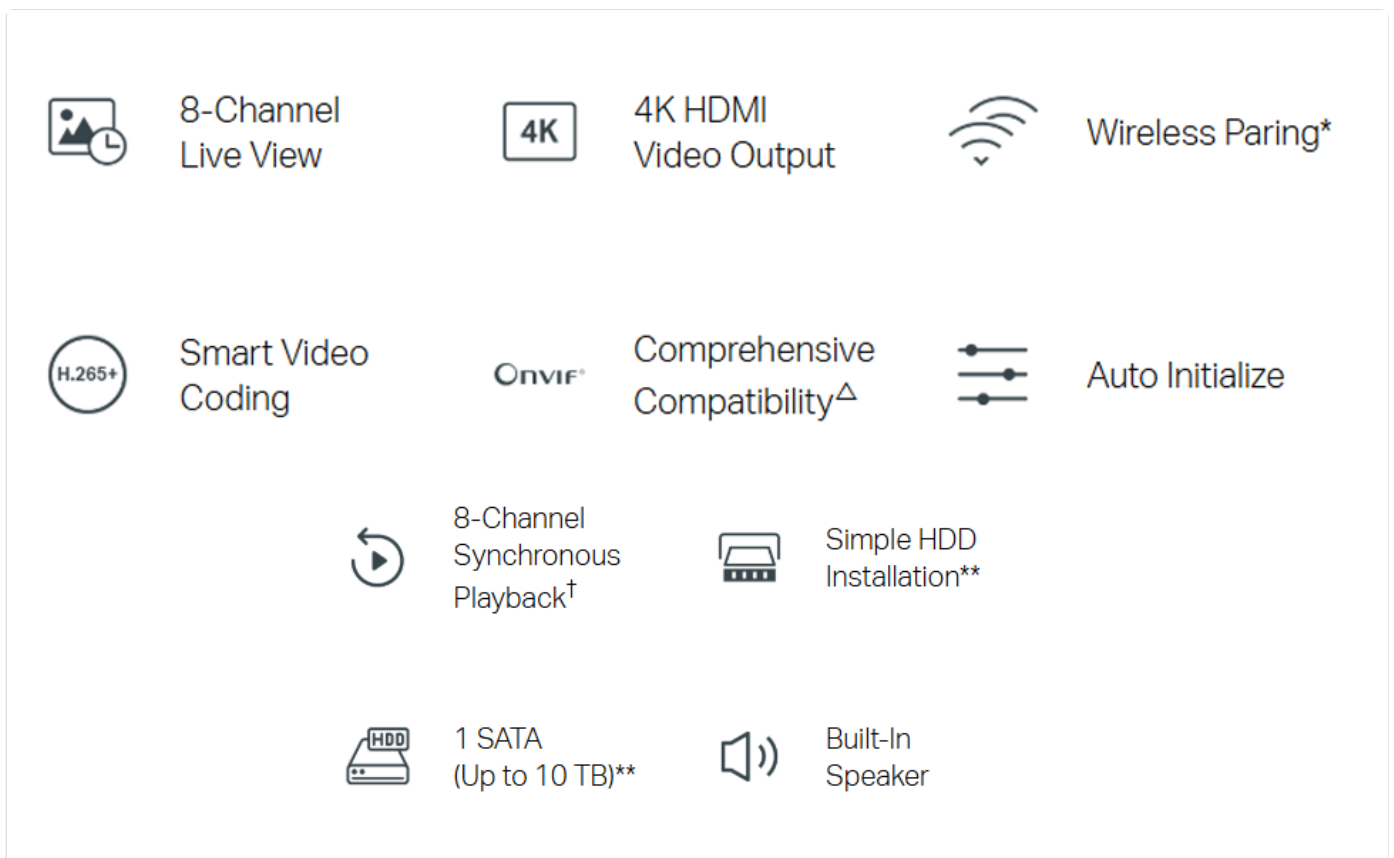 8-Channel
Live View
4K
4K HDMI
Video Output
Wireless Paring*
H.265+
Smart Video
Coding
ONVIF®
Comprehensive
Compatibility△
Auto Initialize
8-Channel
Synchronous
Playback†
Simple HDD
Installation**
HDD
1 SATA
(Up to 10 TB)**
Built-In
Speaker